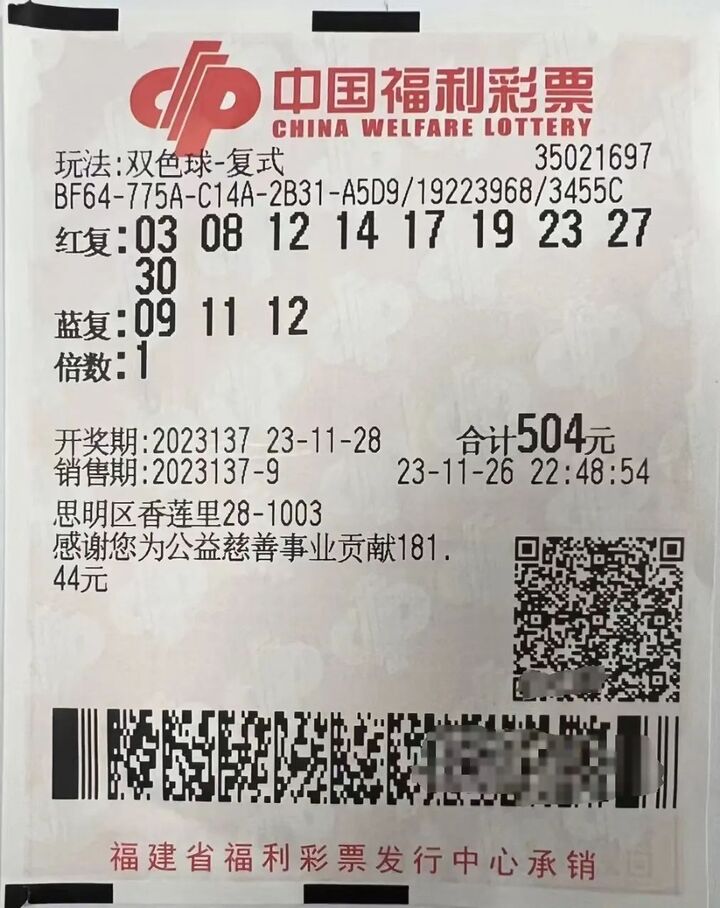 中国福利彩票
CHINA WELFARE LOTTERY
玩法:双色球-复式 35021697
BF64-775A-C14A-2B31-A5D9/19223968/3455C
红复:03 08 12 14 17 19 23 27
30
蓝复:09 11 12
倍数:1
开奖期:2023137 23-11-28 合计504元
销售期:2023137-9 23-11-26 22:48:54
思明区香莲里28-1003
感谢您为公益慈善事业贡献181.
44元
福建省福利彩票发行中心承销